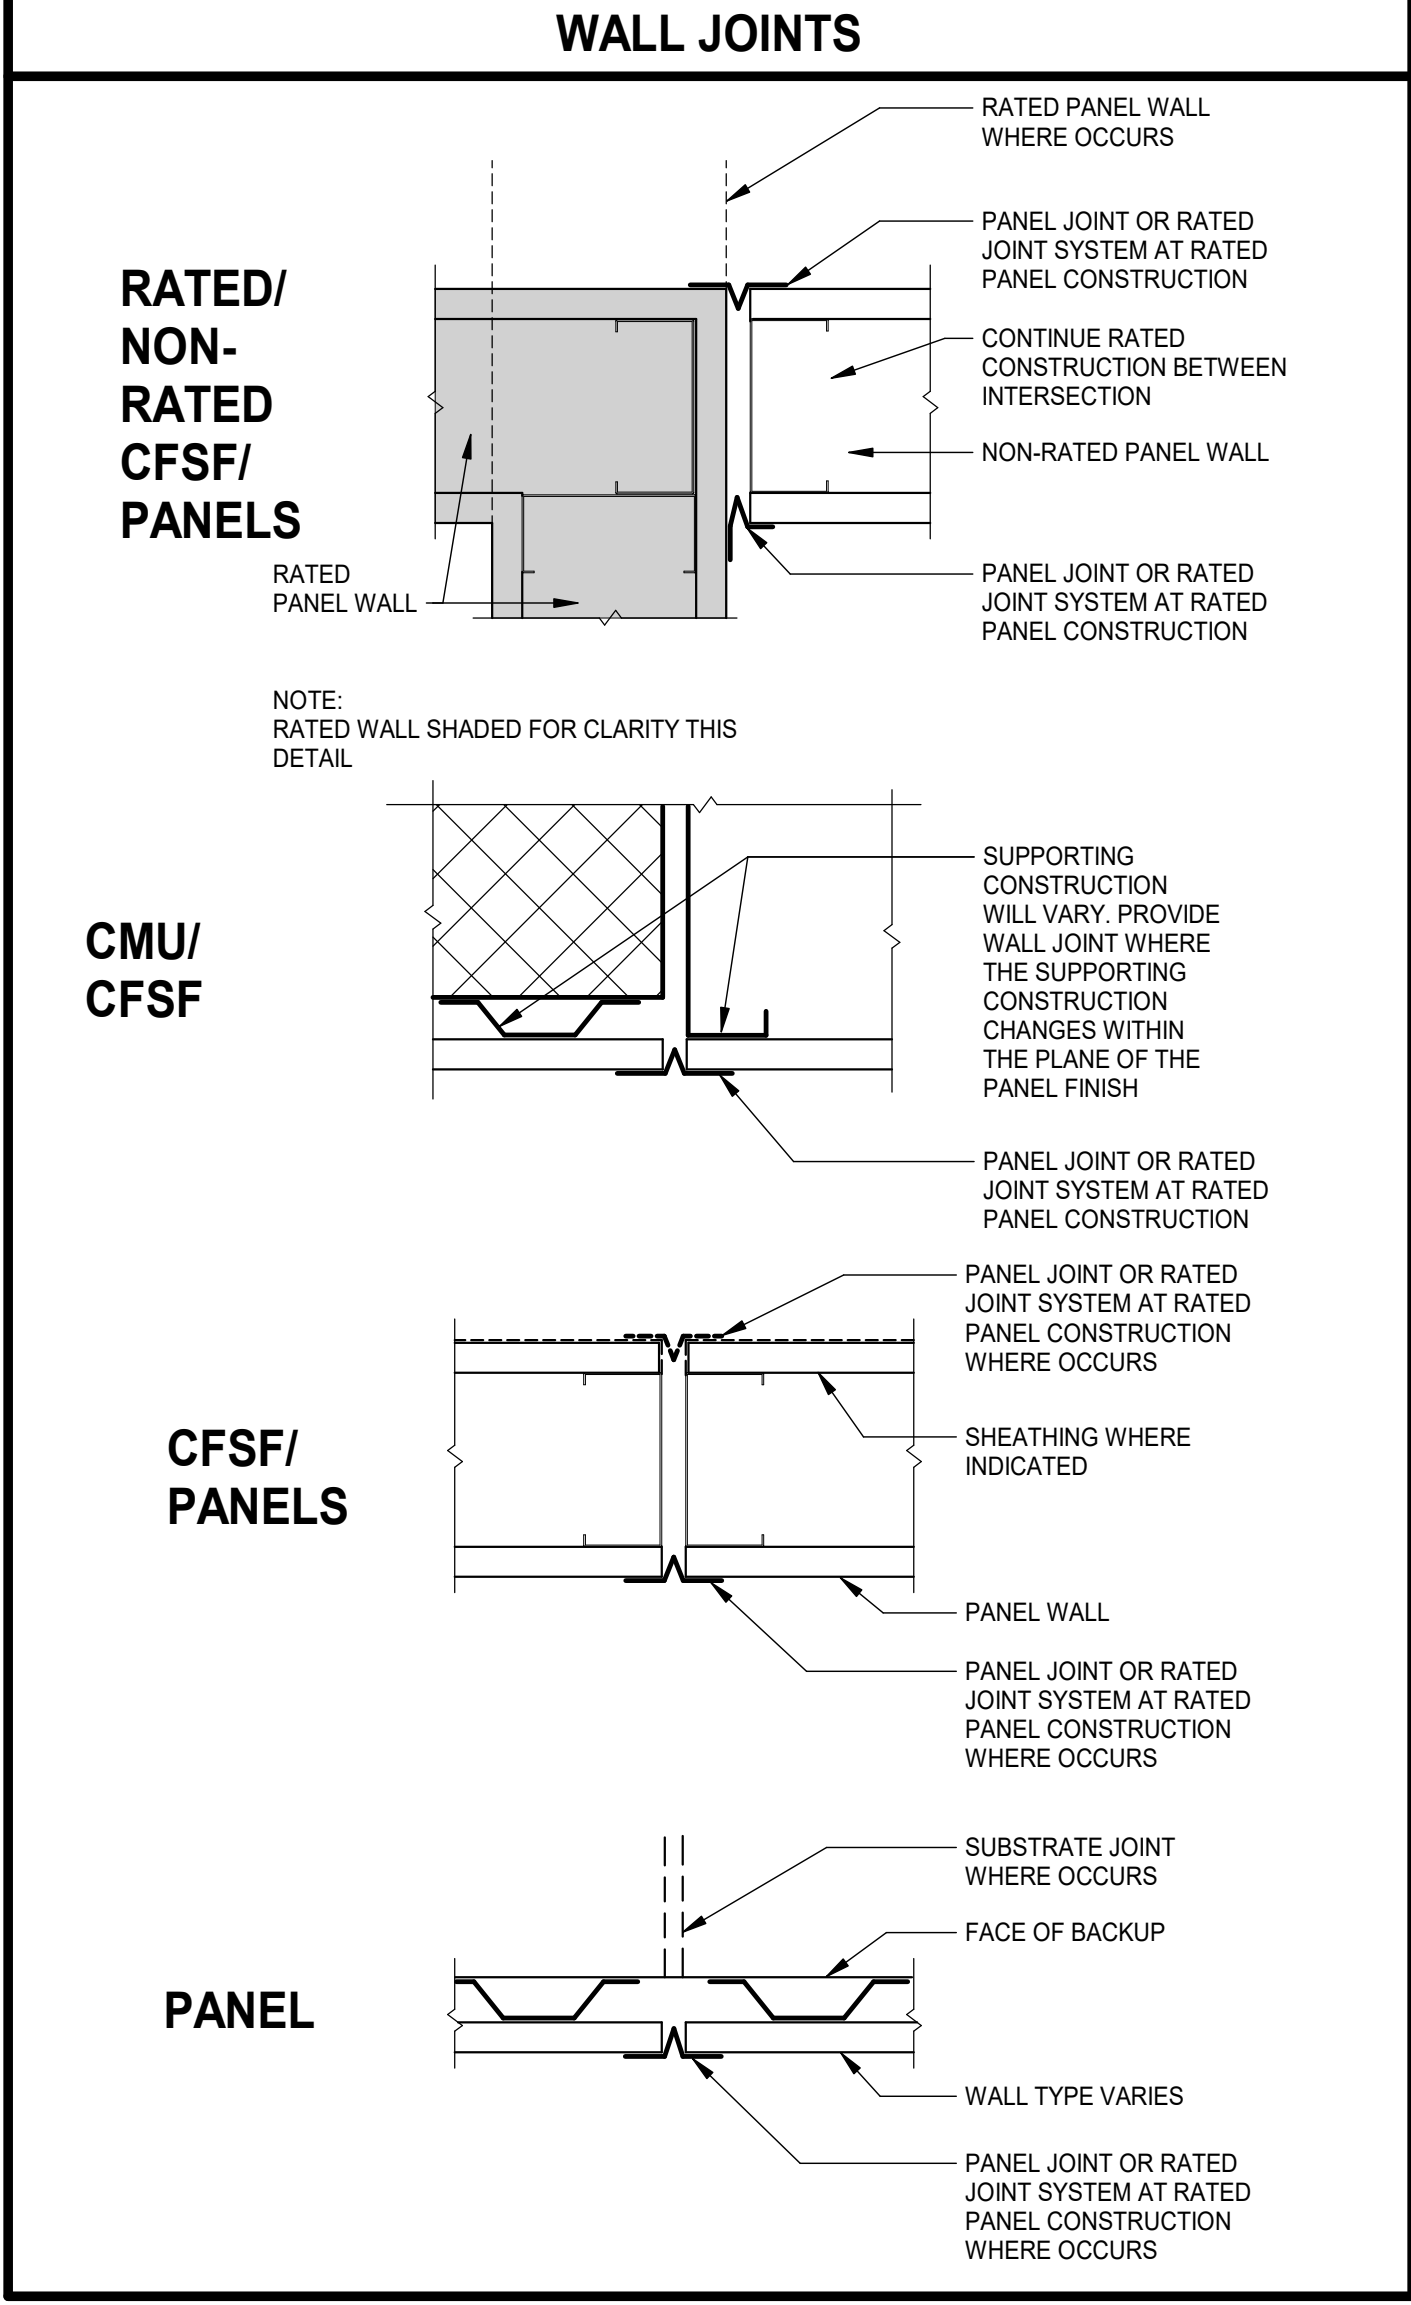 WALL JOINTS
RATED/
NON-
RATED
CFSF/
PANELS
RATED PANEL WALL
WHERE OCCURS
PANEL JOINT OR RATED
JOINT SYSTEM AT RATED
PANEL CONSTRUCTION
CONTINUE RATED
CONSTRUCTION BETWEEN
INTERSECTION
NON-RATED PANEL WALL
RATED
PANEL WALL
PANEL JOINT OR RATED
JOINT SYSTEM AT RATED
PANEL CONSTRUCTION
NOTE:
RATED WALL SHADED FOR CLARITY THIS
DETAIL
CMU/
CFSF
SUPPORTING
CONSTRUCTION
WILL VARY. PROVIDE
WALL JOINT WHERE
THE SUPPORTING
CONSTRUCTION
CHANGES WITHIN
THE PLANE OF THE
PANEL FINISH
PANEL JOINT OR RATED
JOINT SYSTEM AT RATED
PANEL CONSTRUCTION
CFSF/
PANELS
PANEL JOINT OR RATED
JOINT SYSTEM AT RATED
PANEL CONSTRUCTION
WHERE OCCURS
SHEATHING WHERE
INDICATED
PANEL WALL
PANEL JOINT OR RATED
JOINT SYSTEM AT RATED
PANEL CONSTRUCTION
WHERE OCCURS
PANEL
SUBSTRATE JOINT
WHERE OCCURS
FACE OF BACKUP
WALL TYPE VARIES
PANEL JOINT OR RATED
JOINT SYSTEM AT RATED
PANEL CONSTRUCTION
WHERE OCCURS